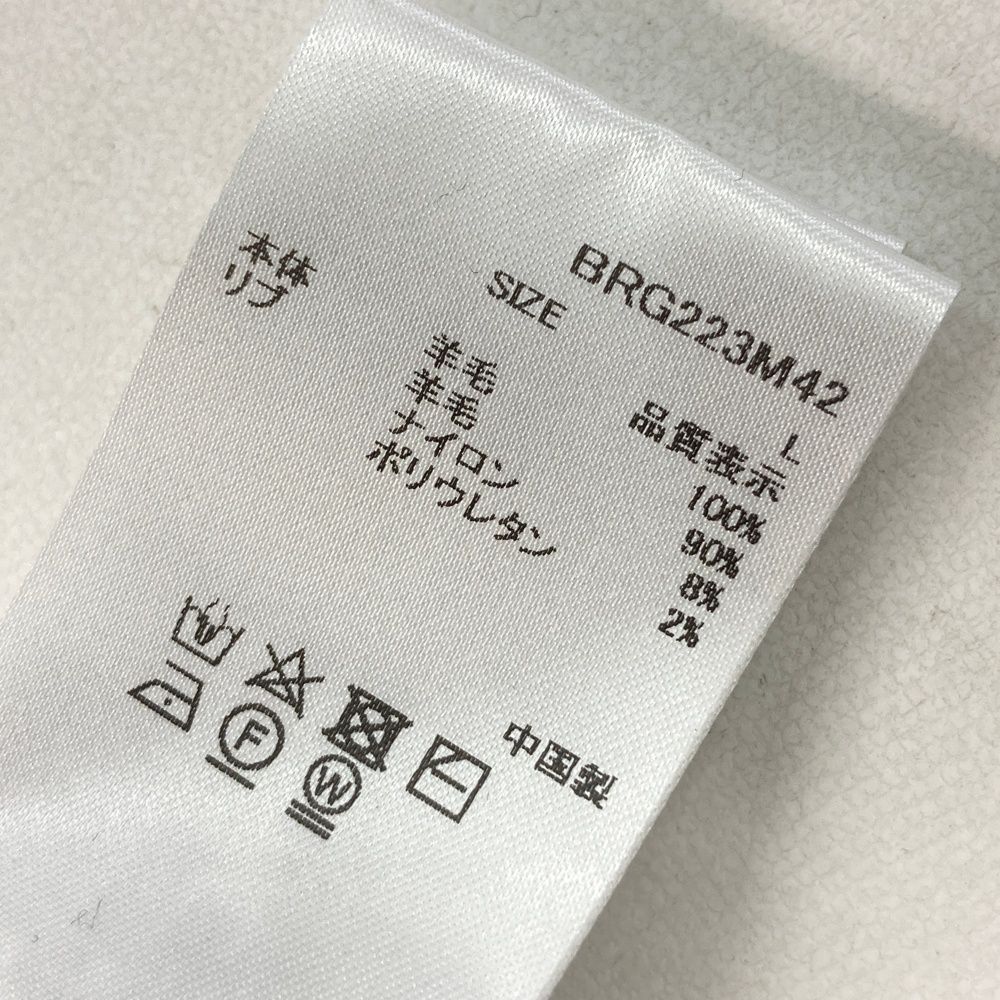 BRG223M42
SIZE L
品質表示
本体 羊毛 100%
リブ 羊毛 90%
ナイロン 8%
ポリウレタン 2%
F
W
中国製